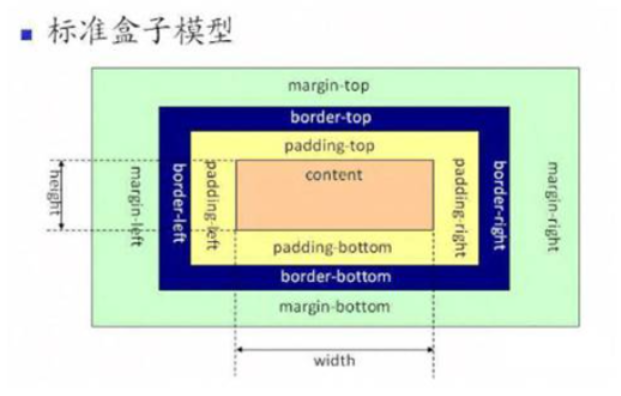 标准盒子模型
margin-top
border-top
padding-top
content
height
margin-left
border-left
padding-left
padding-right
border-right
margin-right
padding-bottom
border-bottom
margin-bottom
width